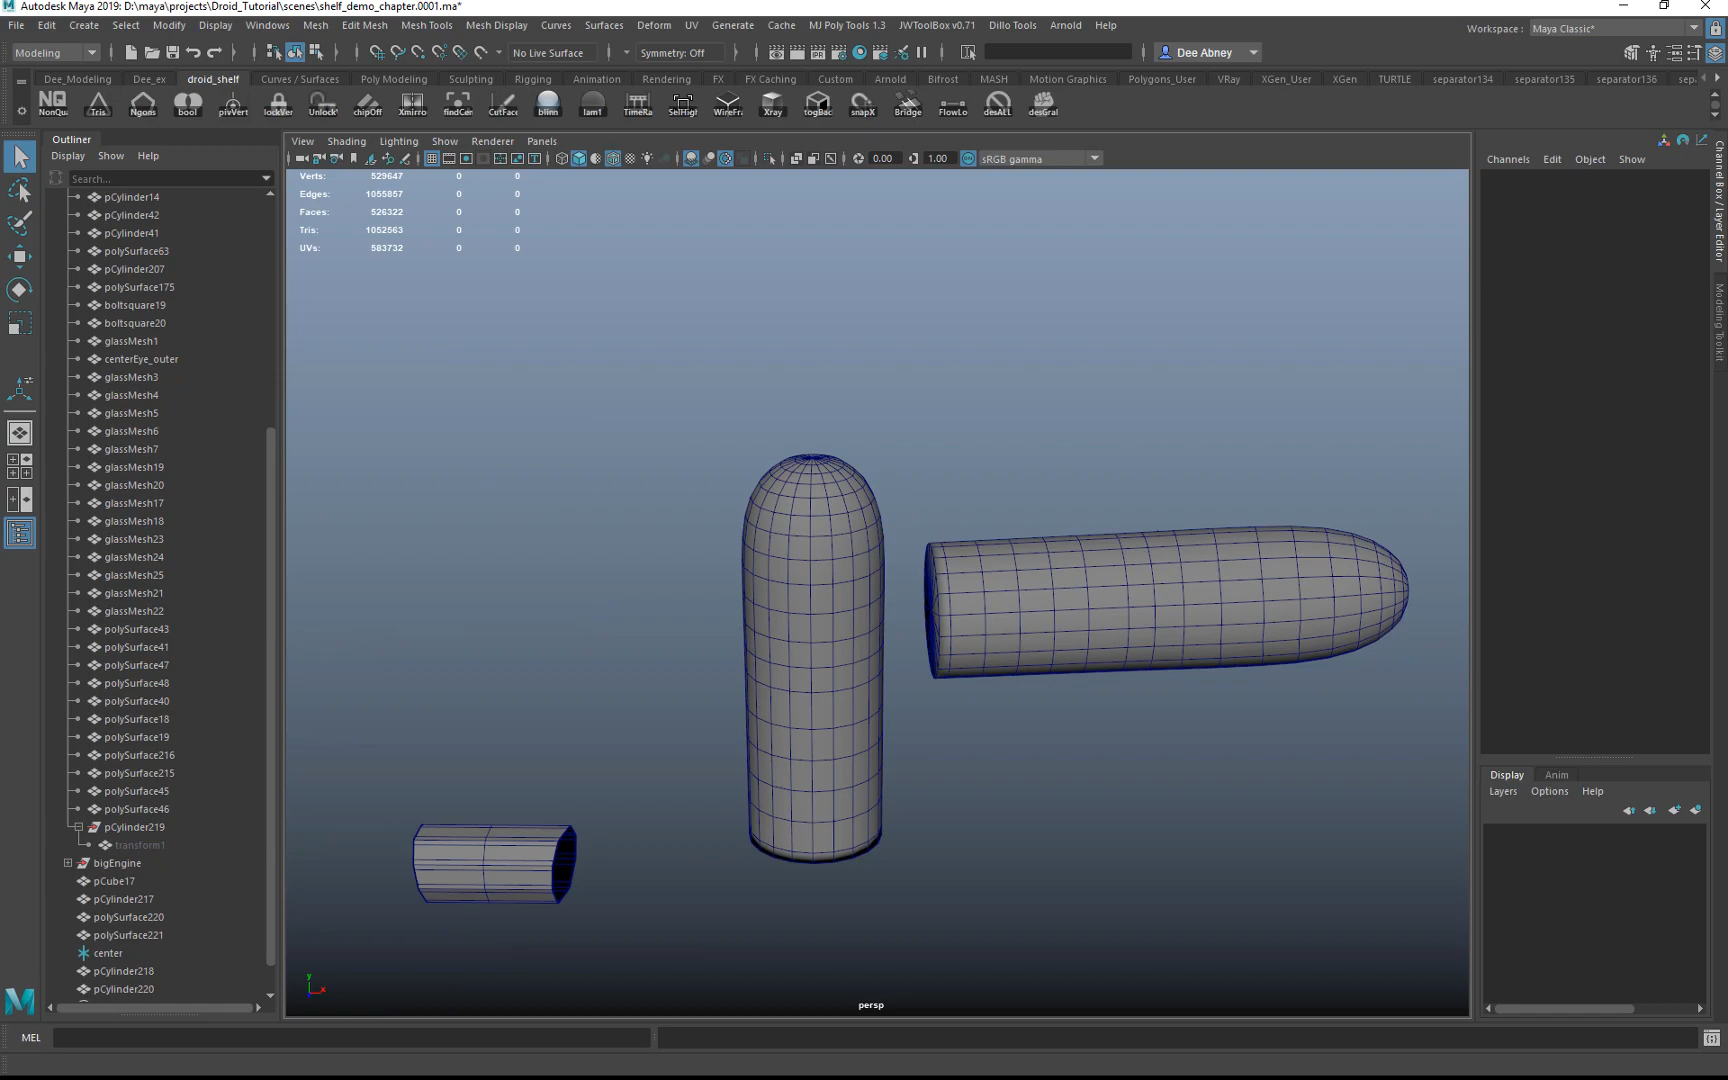 Autodesk Maya 2019: D:\maya\projects\Droid_Tutorial\scenes\shelf_demo_chapter.0001.ma*
File Edit Create Select Modify Display Windows Mesh Edit Mesh Mesh Tools Mesh Display Curves Surfaces Deform UV Generate Cache MJ Poly Tools 1.3 JWToolBox v0.71 Dillo Tools Arnold Help
Workspace : Maya Classic*
Modeling No Live Surface Symmetry: Off Dee Abney
Dee_Modeling Dee_ex droid_shelf Curves / Surfaces Poly Modeling Sculpting Rigging Animation Rendering FX FX Caching Custom Arnold Bifrost MASH Motion Graphics Polygons_User VRay XGen_User XGen TURTLE separator134 separator135 separator136 sep
NQ
NonQu Tris Ngons bool pivVert lockVer Unlock chipOff Xmirro findCen CutFace blinn lam1 TimeRa SelHigl WireFr Xray togBac snapX Bridge FlowLo desALL desGral
Outliner
Display Show Help
Search...
pCylinder14
pCylinder42
pCylinder41
polySurface63
pCylinder207
polySurface175
boltsquare19
boltsquare20
glassMesh1
centerEye_outer
glassMesh3
glassMesh4
glassMesh5
glassMesh6
glassMesh7
glassMesh19
glassMesh20
glassMesh17
glassMesh18
glassMesh23
glassMesh24
glassMesh25
glassMesh21
glassMesh22
polySurface43
polySurface41
polySurface47
polySurface48
polySurface40
polySurface18
polySurface19
polySurface216
polySurface215
polySurface45
polySurface46
pCylinder219
transform1
bigEngine
pCube17
pCylinder217
polySurface220
polySurface221
center
pCylinder218
pCylinder220
View Shading Lighting Show Renderer Panels
0.00 1.00 sRGB gamma
Verts: 529647 0 0
Edges: 1055857 0 0
Faces: 526322 0 0
Tris: 1052563 0 0
UVs: 583732 0 0
y
x
persp
Channels Edit Object Show
Channel Box / Layer Editor
Modeling Toolkit
Display Anim
Layers Options Help
MEL